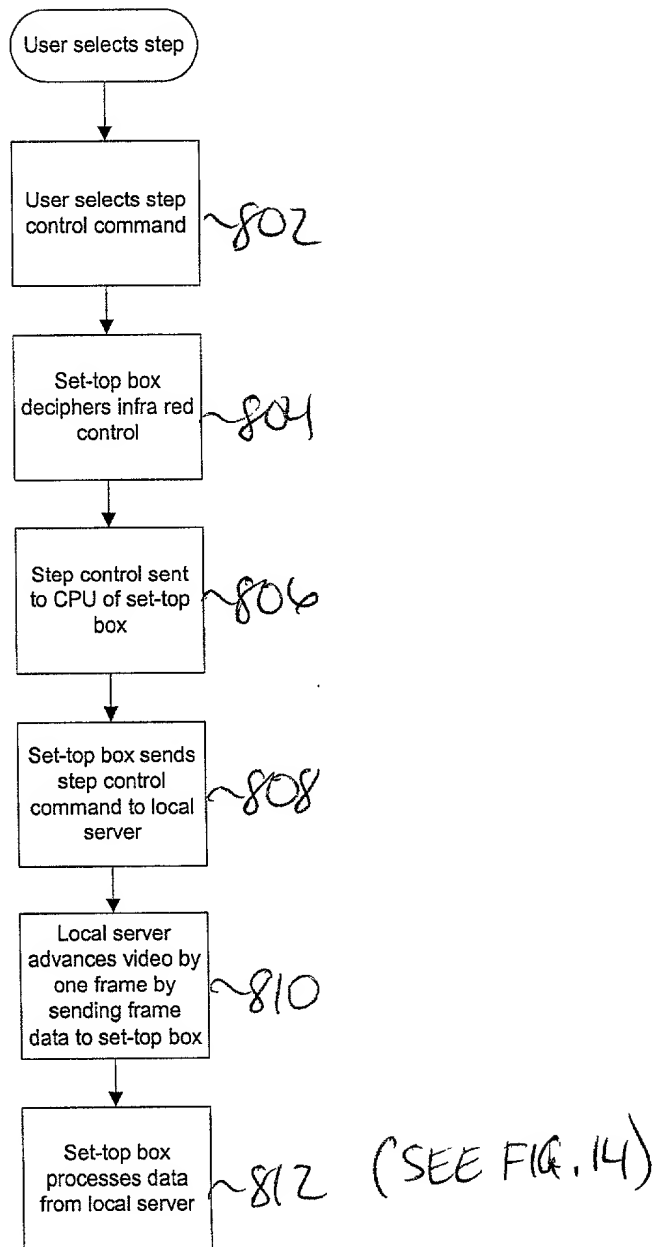 User selects step
User selects step
control command
~802
Set-top box
deciphers infra red
control
~804
Step control sent
to CPU of set-top
box
~806
Set-top box sends
step control
command to local
server
~808
Local server
advances video by
one frame by
sending frame
data to set-top box
~810
Set-top box
processes data
from local server
~812 (SEE FIG. 14)